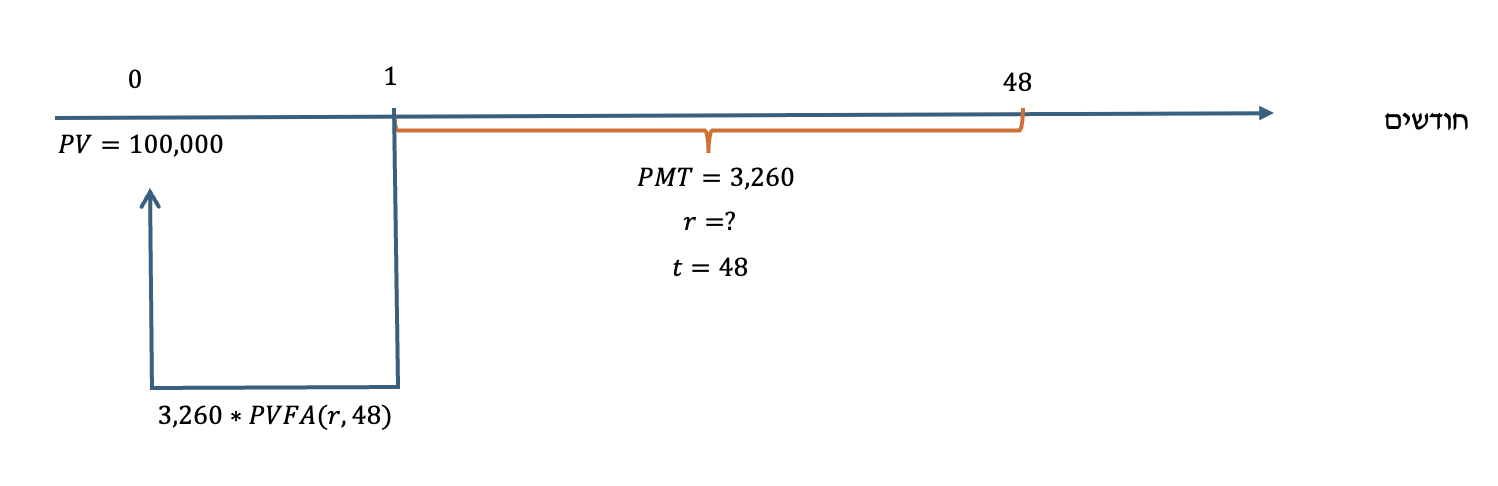 0
1
48
חודשים
PV = 100,000
PMT = 3,260
r =?
t = 48
3,260 ∗ PVFA(r, 48)